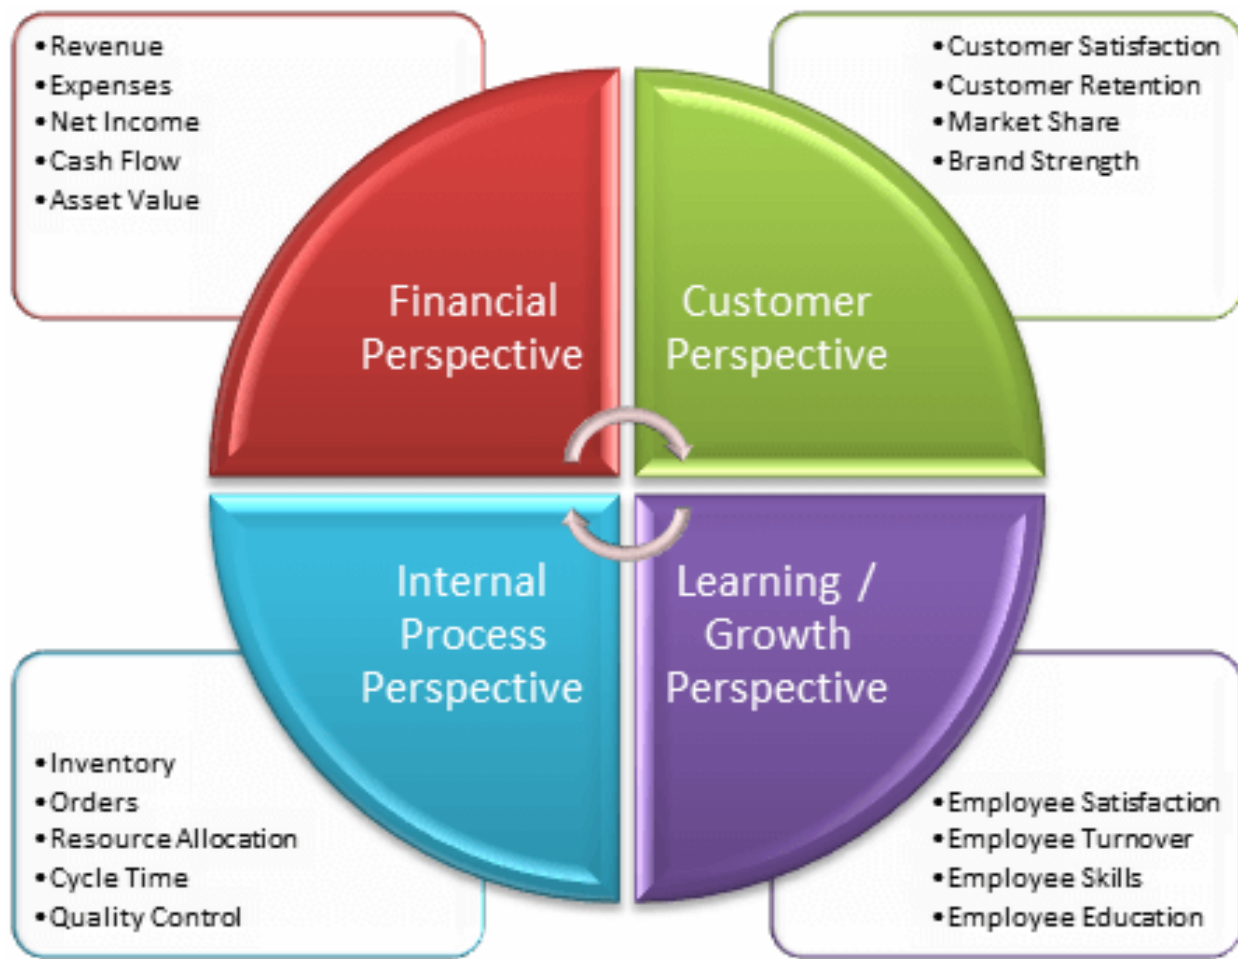 •Revenue
•Expenses
•Net Income
•Cash Flow
•Asset Value
•Customer Satisfaction
•Customer Retention
•Market Share
•Brand Strength
Financial
Perspective
Customer
Perspective
Internal
Process
Perspective
Learning /
Growth
Perspective
•Inventory
•Orders
•Resource Allocation
•Cycle Time
•Quality Control
•Employee Satisfaction
•Employee Turnover
•Employee Skills
•Employee Education